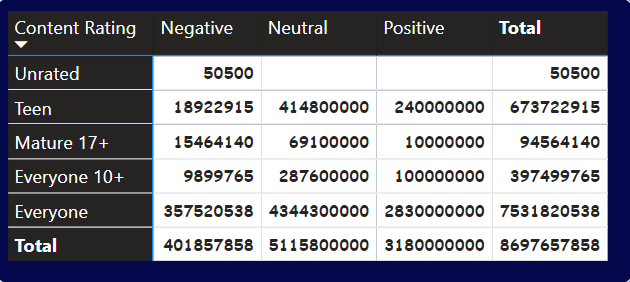 Content Rating Negative Neutral Positive Total
Unrated 50500 50500
Teen 18922915 414800000 240000000 673722915
Mature 17+ 15464140 69100000 10000000 94564140
Everyone 10+ 9899765 287600000 100000000 397499765
Everyone 357520538 4344300000 2830000000 7531820538
Total 401857858 5115800000 3180000000 8697657858